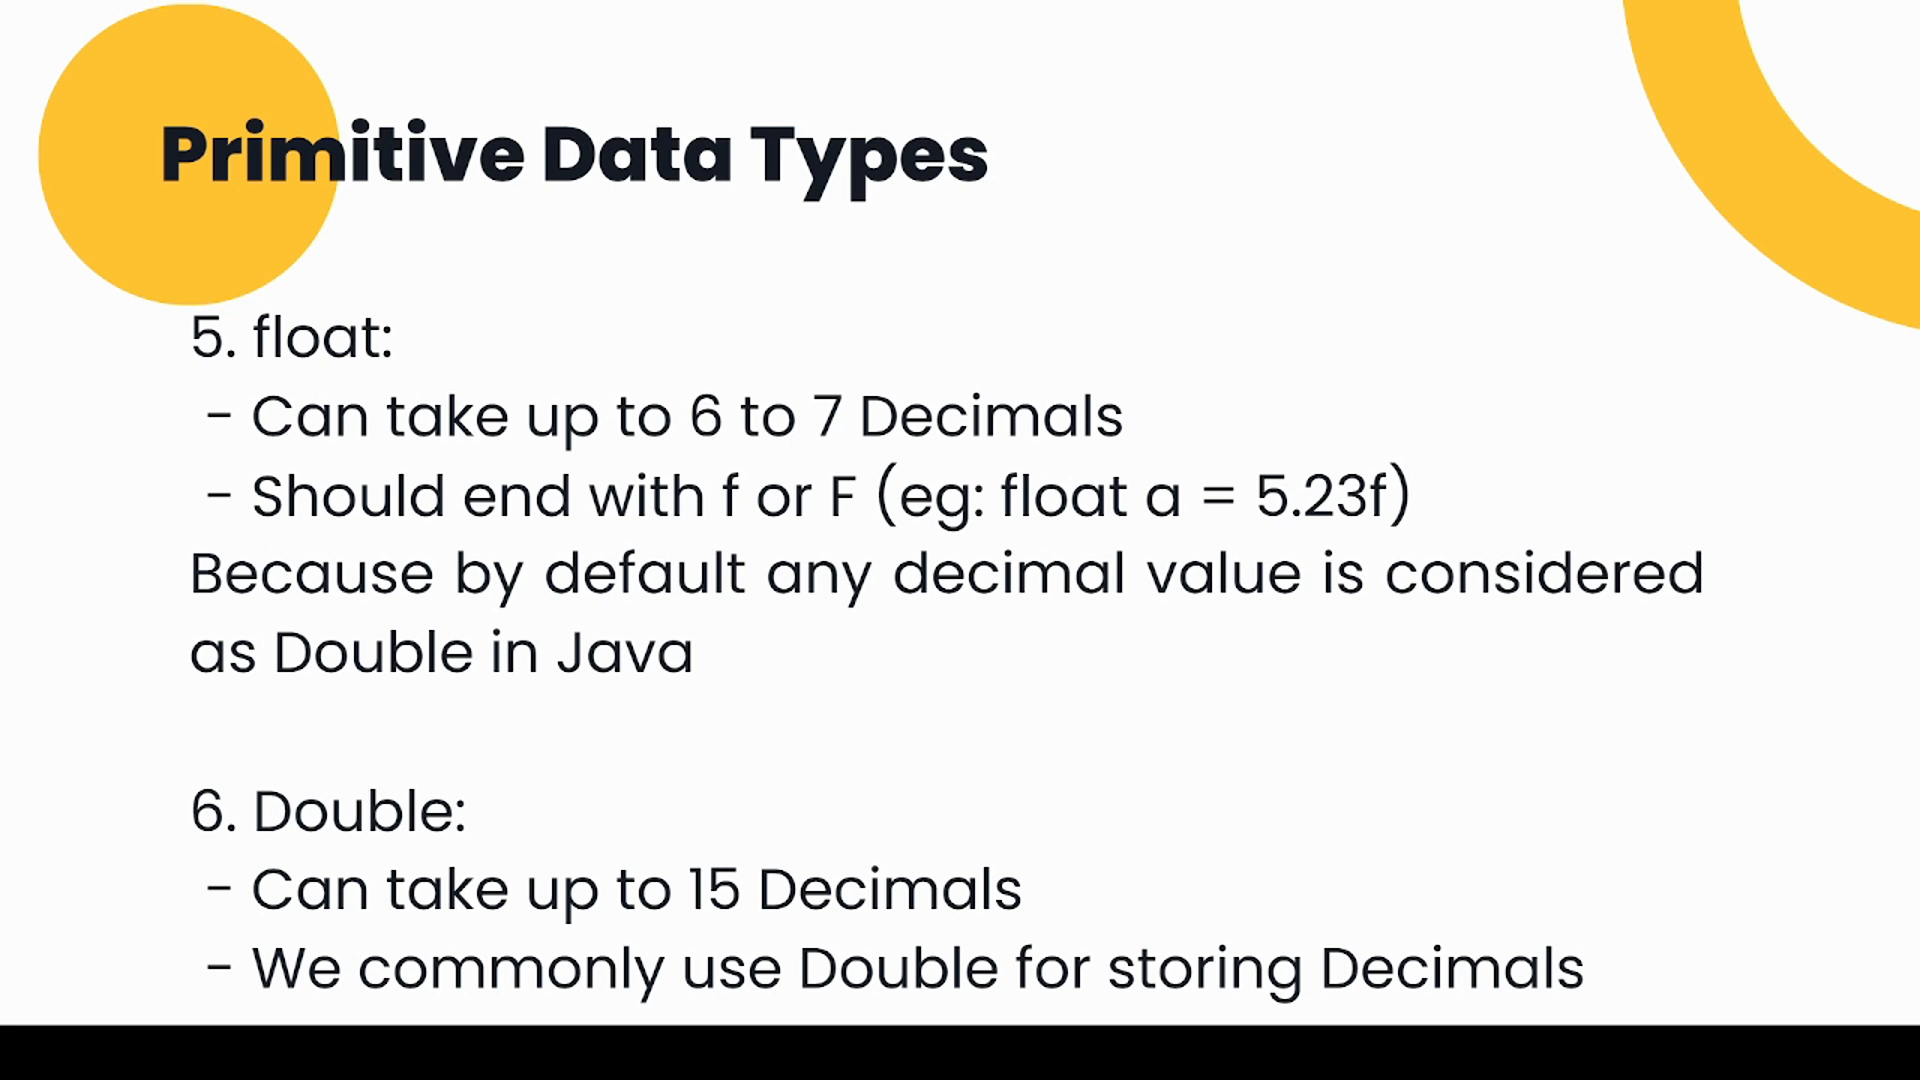 Primitive Data Types
5. float:
- Can take up to 6 to 7 Decimals
- Should end with f or F (eg: float a = 5.23f)
Because by default any decimal value is considered
as Double in Java
6. Double:
- Can take up to 15 Decimals
- We commonly use Double for storing Decimals